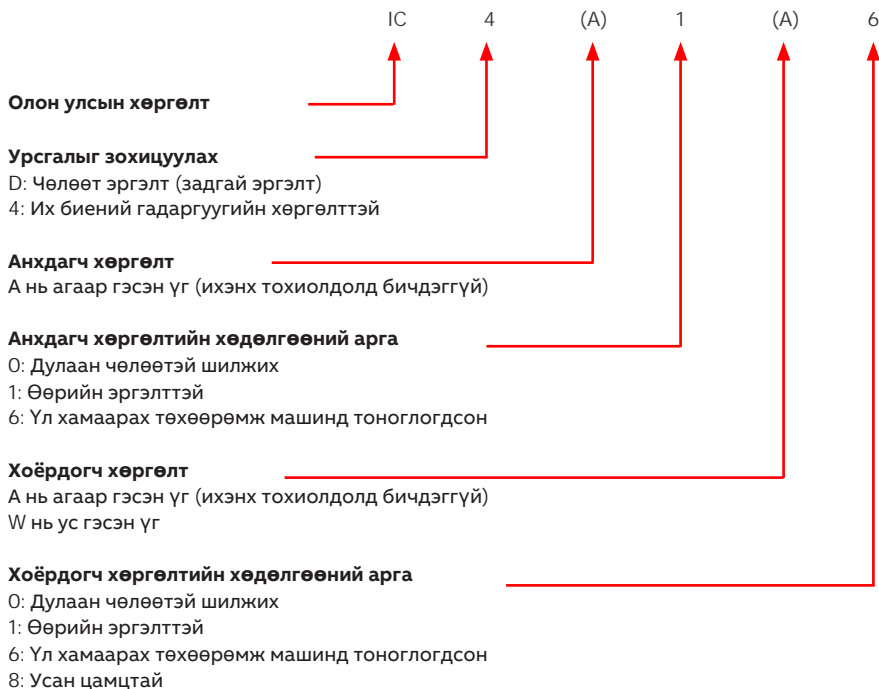 IC 4 (A) 1 (A) 6
Олон улсын хөргөлт
Урсгалыг зохицуулах
D: Чөлөөт эргэлт (задгай эргэлт)
4: Их биений гадаргуугийн хөргөлттэй
Анхдагч хөргөлт
А нь агаар гэсэн үг (ихэнх тохиолдолд бичдэггүй)
Анхдагч хөргөлтийн хөдөлгөөний арга
0: Дулаан чөлөөтэй шилжих
1: Өөрийн эргэлттэй
6: Үл хамаарах төхөөрөмж машинд тоноглогдсон
Хоёрдогч хөргөлт
А нь агаар гэсэн үг (ихэнх тохиолдолд бичдэггүй)
W нь ус гэсэн үг
Хоёрдогч хөргөлтийн хөдөлгөөний арга
0: Дулаан чөлөөтэй шилжих
1: Өөрийн эргэлттэй
6: Үл хамаарах төхөөрөмж машинд тоноглогдсон
8: Усан цамцтай